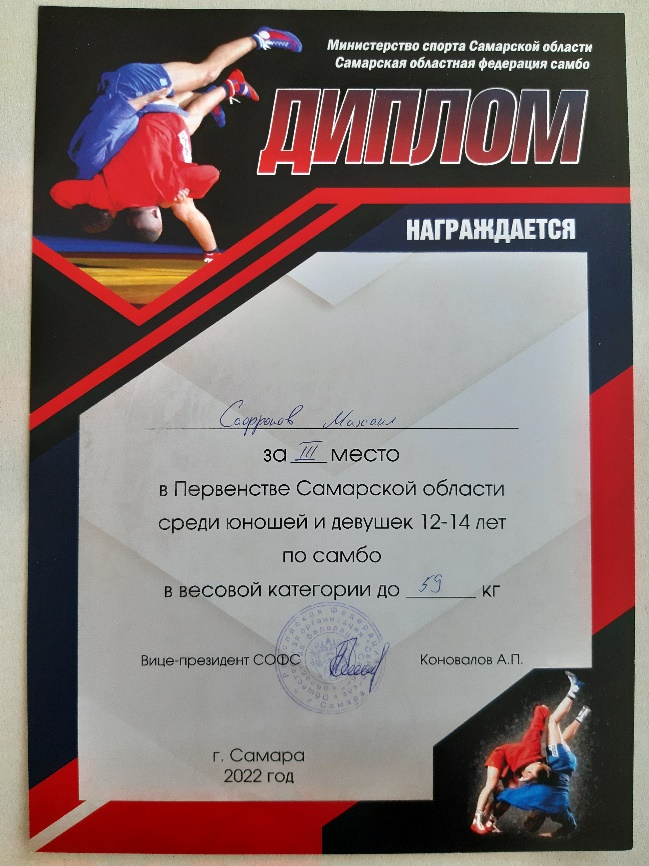 Министерство спорта Самарской области
Самарская областная федерация самбо
ДИПЛОМ
НАГРАЖДАЕТСЯ
Сафронов Михаил
за III место
в Первенстве Самарской области
среди юношей и девушек 12-14 лет
по самбо
в весовой категории до 59 кг
Вице-президент СОФС Коновалов А.П.
г. Самара
2022 год